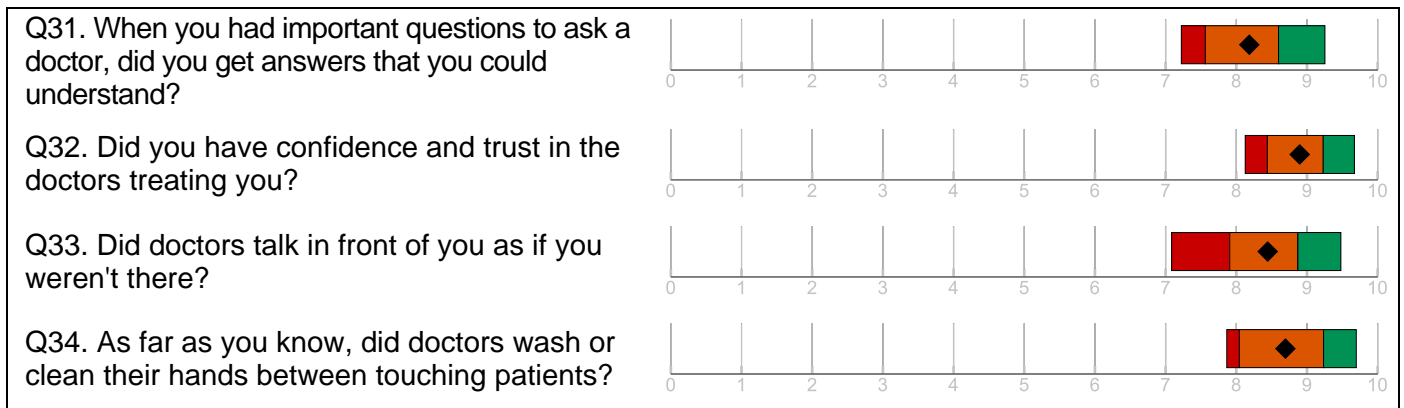 Q31. When you had important questions to ask a
doctor, did you get answers that you could
understand?
0 1 2 3 4 5 6 7 8 9 10
Q32. Did you have confidence and trust in the
doctors treating you?
0 1 2 3 4 5 6 7 8 9 10
Q33. Did doctors talk in front of you as if you
weren't there?
0 1 2 3 4 5 6 7 8 9 10
Q34. As far as you know, did doctors wash or
clean their hands between touching patients?
0 1 2 3 4 5 6 7 8 9 10